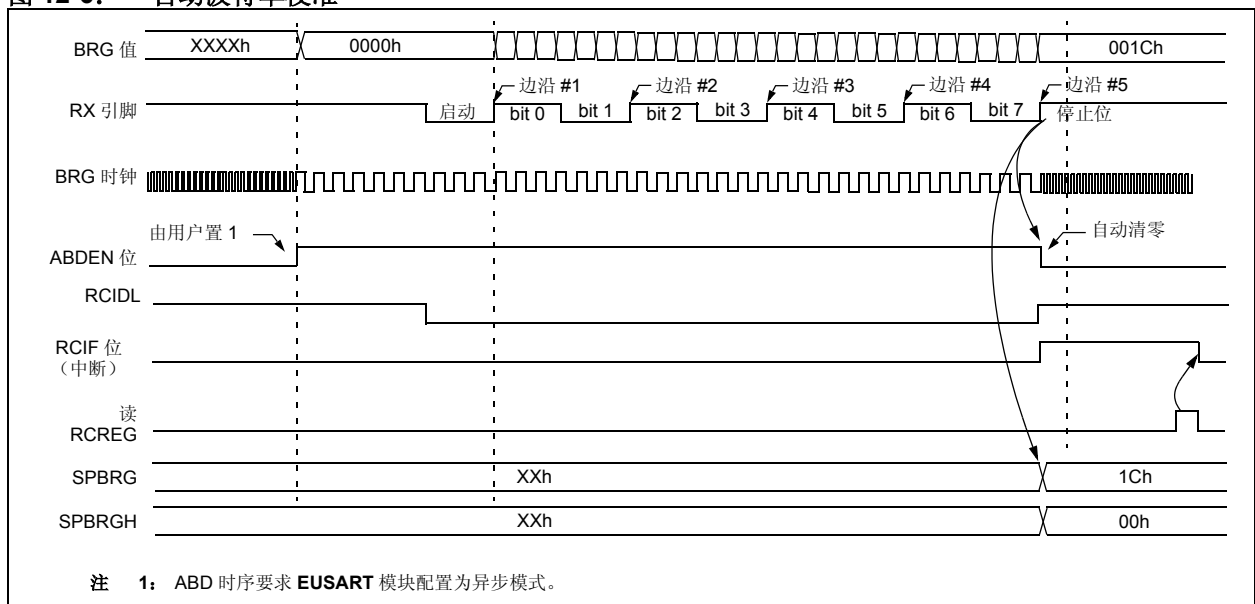 BRG 值 XXXXh 0000h 001Ch
边沿 #1 边沿 #2 边沿 #3 边沿 #4 边沿 #5
RX 引脚 启动 bit 0 bit 1 bit 2 bit 3 bit 4 bit 5 bit 6 bit 7 停止位
BRG 时钟
由用户置 1 自动清零
ABDEN 位
RCIDL
RCIF 位
（中断）
读
RCREG
SPBRG XXh 1Ch
SPBRGH XXh 00h
注 1： ABD 时序要求 EUSART 模块配置为异步模式。